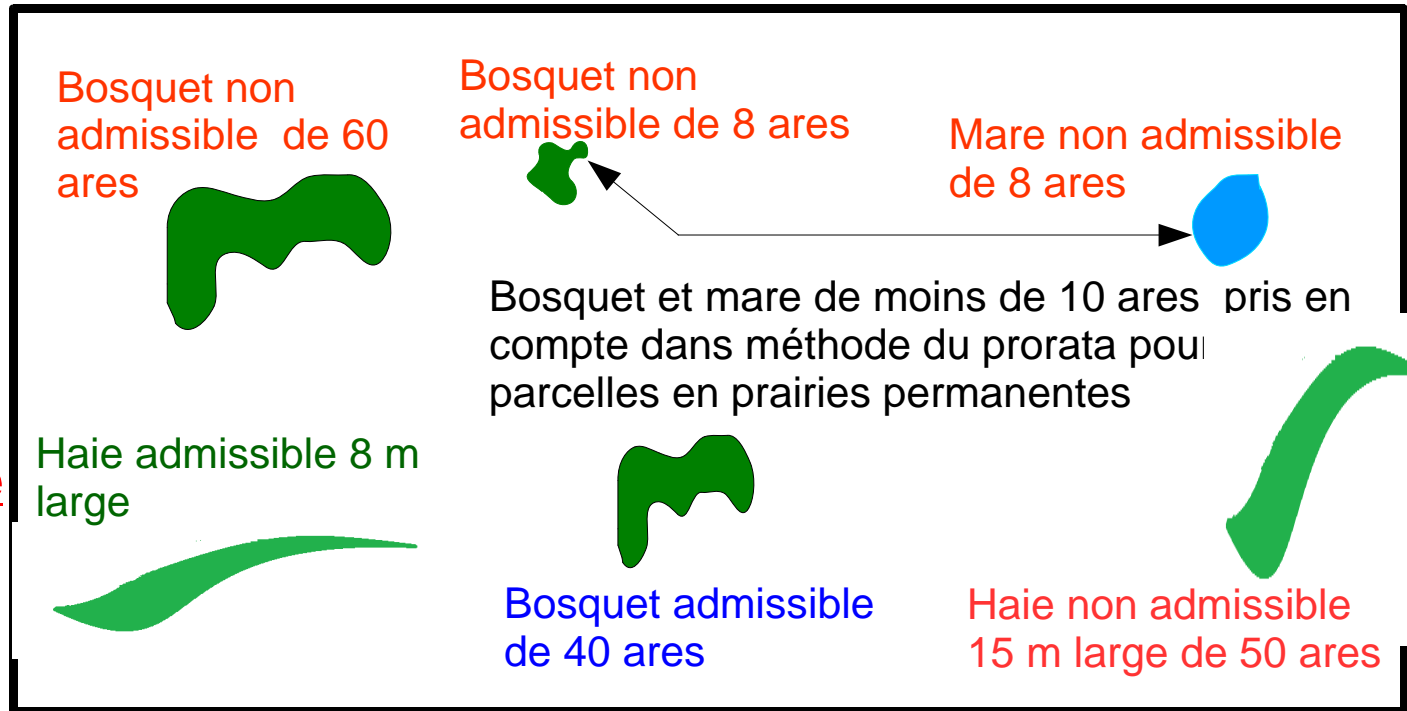 Bosquet non
admissible de 60
ares
Bosquet non
admissible de 8 ares
Mare non admissible
de 8 ares
Bosquet et mare de moins de 10 ares pris en
compte dans méthode du prorata pour
parcelles en prairies permanentes
Haie admissible 8 m
large
Bosquet admissible
de 40 ares
Haie non admissible
15 m large de 50 ares